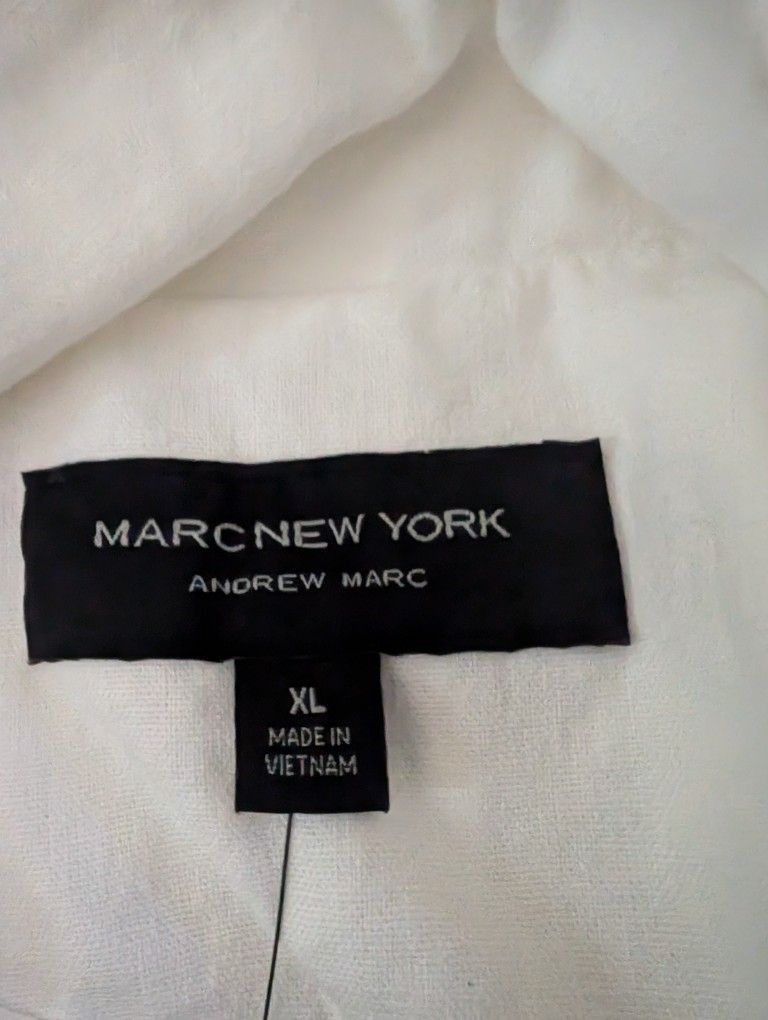 MARC NEW YORK
ANDREW MARC
XL
MADE IN
VIETNAM